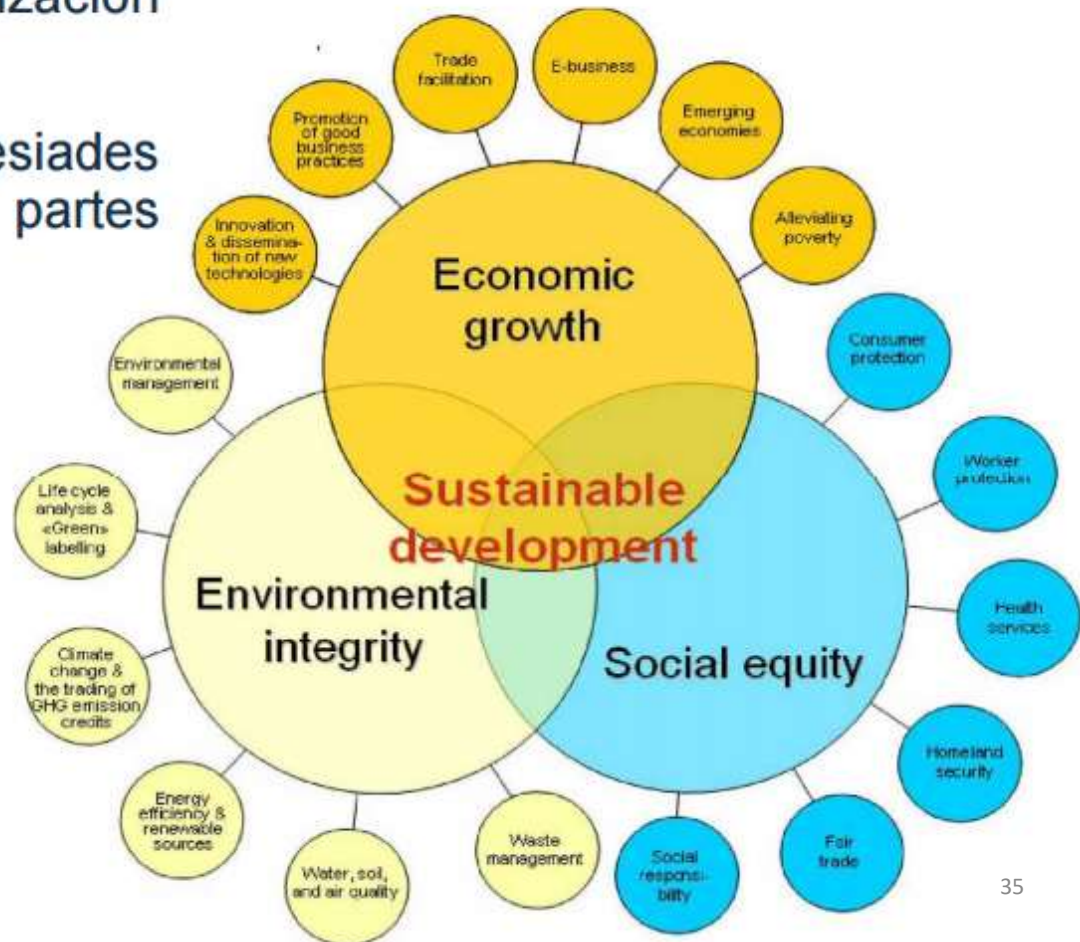 ización
esiades
partes
Trade
facilitation
E-business
Emerging
economies
Promotion
of good
business
practices
Alleviating
poverty
Innovation
& dissemina-
tion of new
technologies
Economic
growth
Consumer
protection
Environmental
management
Worker
protection
Life cycle
analysis &
«Green»
labelling
Sustainable
development
Environmental
integrity
Social equity
Health
services
Climate
change &
the trading of
GHG emission
credits
Homeland
security
Energy
efficiency &
renewable
sources
Water, soil,
and air quality
Waste
management
Social
responsi-
bility
Fair
trade
35